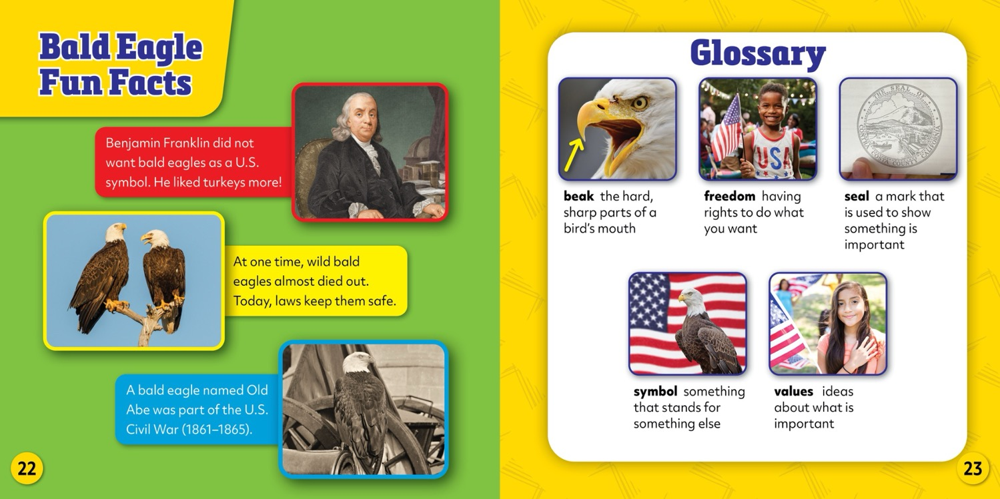 Bald Eagle
Fun Facts
Benjamin Franklin did not
want bald eagles as a U.S.
symbol. He liked turkeys more!
At one time, wild bald
eagles almost died out.
Today, laws keep them safe.
A bald eagle named Old
Abe was part of the U.S.
Civil War (1861–1865).
22
Glossary
USA
THE SEAL OF
CONTRA COSTA COUNTY CALIFORNIA
beak the hard,
sharp parts of a
bird's mouth
freedom having
rights to do what
you want
seal a mark that
is used to show
something is
important
symbol something
that stands for
something else
values ideas
about what is
important
23